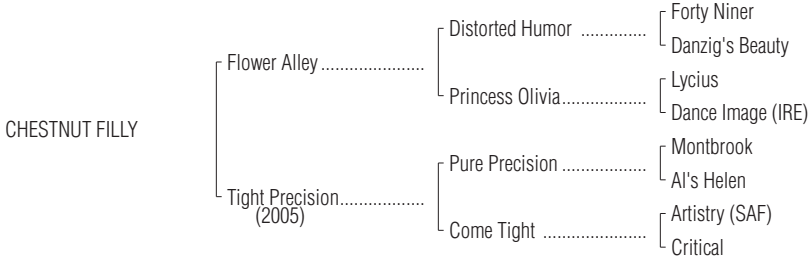 Forty Niner
Distorted Humor ..............
Danzig's Beauty
Flower Alley ......................
Lycius
Princess Olivia..................
Dance Image (IRE)
CHESTNUT FILLY
Montbrook
Pure Precision ..................
Al's Helen
Tight Precision..................
(2005)
Artistry (SAF)
Come Tight ......................
Critical